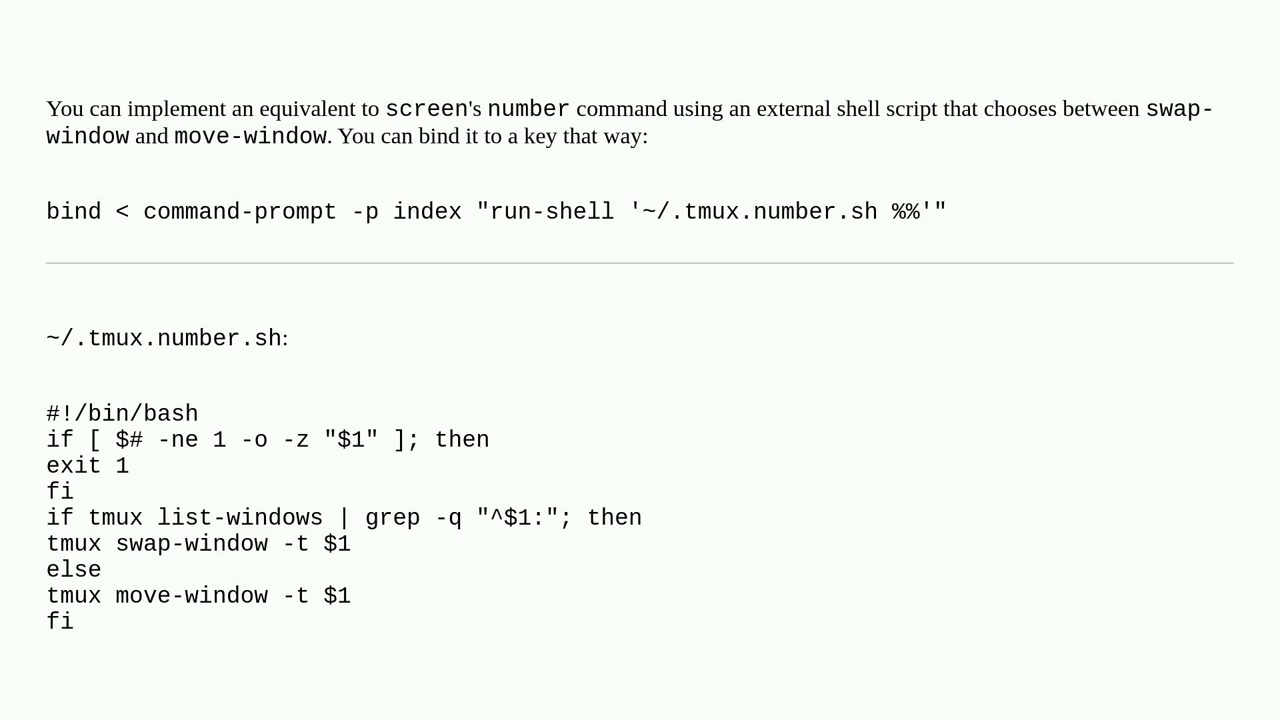 You can implement an equivalent to screen's number command using an external shell script that chooses between swap-
window and move-window. You can bind it to a key that way:
bind < command-prompt -p index "run-shell '~/.tmux.number.sh %%'"
~/.tmux.number.sh:
#!/bin/bash
if [ $# -ne 1 -o -z "$1" ]; then
exit 1
fi
if tmux list-windows | grep -q "^$1:"; then
tmux swap-window -t $1
else
tmux move-window -t $1
fi